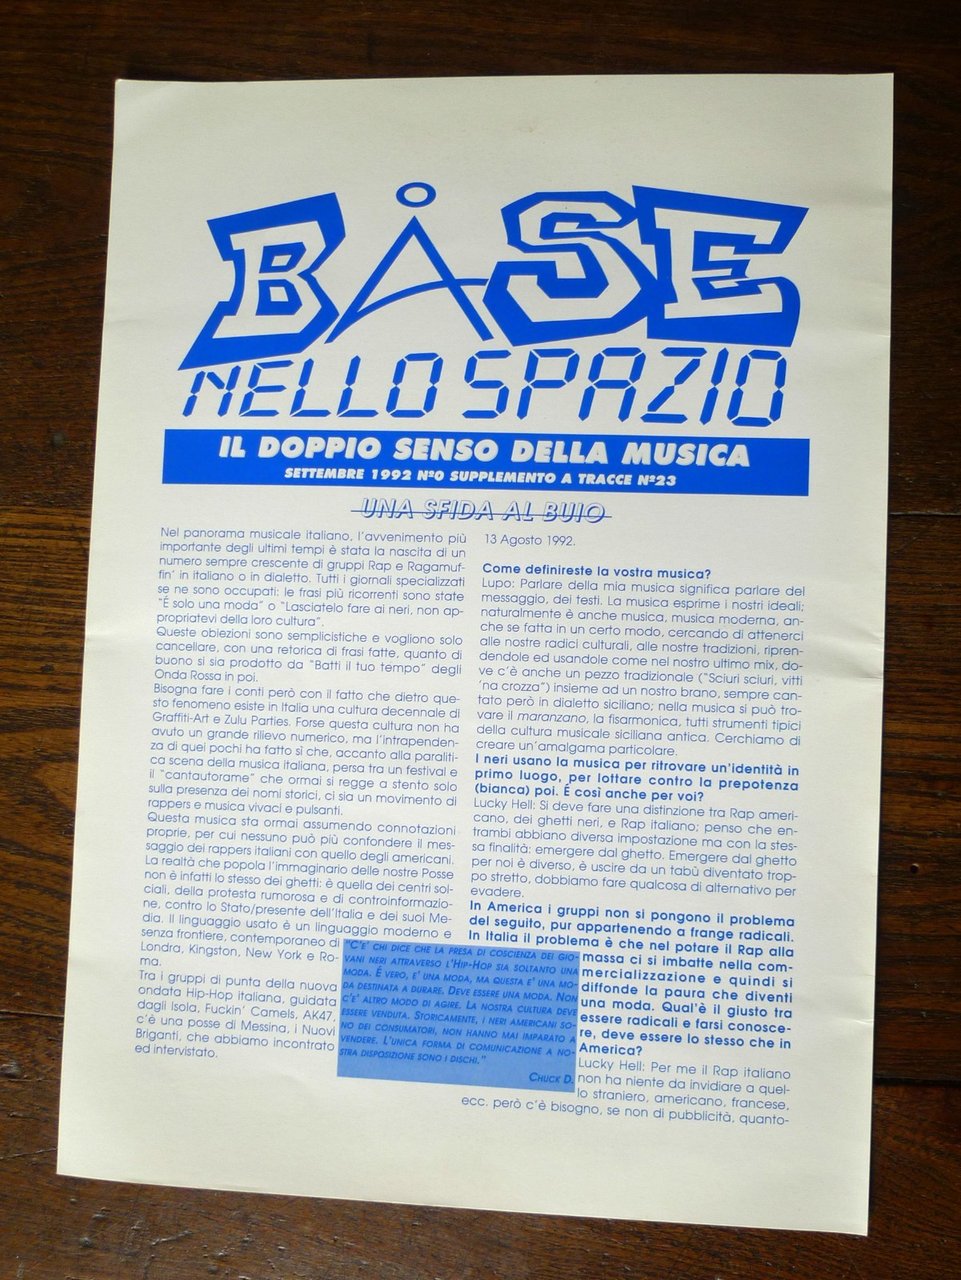 BASE
NELLO SPAZIO
IL DOPPIO SENSO DELLA MUSICA
SETTEMBRE 1992 Nº0 SUPPLEMENTO A TRACCE Nº23
UNA SFIDA AL BUIO
Nel panorama musicale italiano, l'avvenimento più
importante degli ultimi tempi è stata la nascita di un
numero sempre crescente di gruppi Rap e Ragamuf-
fin' in italiano o in dialetto. Tutti i giornali specializzati
se ne sono occupati: le frasi più ricorrenti sono state
"É solo una moda" o "Lasciatelo fare ai neri, non ap-
propriatevi della loro cultura".
Queste obiezioni sono semplicistiche e vogliono solo
cancellare, con una retorica di frasi fatte, quanto di
buono si sia prodotto da "Batti il tuo tempo" degli
Onda Rossa in poi.
Bisogna fare i conti però con il fatto che dietro que-
sto fenomeno esiste in Italia una cultura decennale di
Graffiti-Art e Zulu Parties. Forse questa cultura non ha
avuto un grande rilievo numerico, ma l'intrapenden-
za di quei pochi ha fatto sì che, accanto alla paraliti-
ca scena della musica italiana, persa tra un festival e
il "cantautorame" che ormai si regge a stento solo
sulla presenza dei nomi storici, ci sia un movimento di
rappers e musica vivaci e pulsanti.
Questa musica sta ormai assumendo connotazioni
proprie, per cui nessuno può più confondere il mes-
saggio dei rappers italiani con quello degli americani.
La realtà che popola l'immaginario delle nostre Posse
non è infatti lo stesso dei ghetti: è quella dei centri sol-
ciali, della protesta rumorosa e di controinformazio-
ne, contro lo Stato/presente dell'Italia e dei suoi Me-
dia. Il linguaggio usato è un linguaggio moderno e
senza frontiere, contemporaneo di
Londra, Kingston, New York e Ro-
ma.
Tra i gruppi di punta della nuova
ondata Hip-Hop italiana, guidata
dagli Isola, Fuckin' Camels, AK47,
c'è una posse di Messina, i Nuovi
Briganti, che abbiamo incontrato
ed intervistato.
"C'E' CHI DICE CHE LA PRESA DI COSCIENZA DEI GIO-
VANI NERI ATTRAVERSO L'HIP-HOP SIA SOLTANTO UNA
MODA. É VERO, E' UNA MODA, MA QUESTA E' UNA MO-
DA DESTINATA A DURARE. DEVE ESSERE UNA MODA. NON
C'E' ALTRO MODO DI AGIRE. LA NOSTRA CULTURA DEVE
ESSERE VENDUTA. STORICAMENTE, I NERI AMERICANI SO-
NO DEI CONSUMATORI, NON HANNO MAI IMPARATO A
VENDERE. L'UNICA FORMA DI COMUNICAZIONE A NO-
STRA DISPOSIZIONE SONO I DISCHI."
CHUCK D.
13 Agosto 1992.
Come definireste la vostra musica?
Lupo: Parlare della mia musica significa parlare del
messaggio, dei testi. La musica esprime i nostri ideali;
naturalmente è anche musica, musica moderna, an-
che se fatta in un certo modo, cercando di attenerci
alle nostre radici culturali, alle nostre tradizioni, ripren-
dendole ed usandole come nel nostro ultimo mix, do-
ve c'è anche un pezzo tradizionale ("Sciuri sciuri, vitti
'na crozza") insieme ad un nostro brano, sempre can-
tato però in dialetto siciliano; nella musica si può tro-
vare il maranzano, la fisarmonica, tutti strumenti tipici
della cultura musicale siciliana antica. Cerchiamo di
creare un'amalgama particolare.
I neri usano la musica per ritrovare un'identità in
primo luogo, per lottare contro la prepotenza
(bianca) poi. É così anche per voi?
Lucky Hell: Si deve fare una distinzione tra Rap ameri-
cano, dei ghetti neri, e Rap italiano; penso che en-
trambi abbiano diversa impostazione ma con la stes-
sa finalità: emergere dal ghetto. Emergere dal ghetto
per noi è diverso, è uscire da un tabù diventato trop-
po stretto, dobbiamo fare qualcosa di alternativo per
evadere.
In America i gruppi non si pongono il problema
del seguito, pur appartenendo a frange radicali.
In Italia il problema è che nel potare il Rap alla
massa ci si imbatte nella com-
mercializzazione e quindi si
diffonde la paura che diventi
una moda. Qual'è il giusto tra
essere radicali e farsi conosce-
re, deve essere lo stesso che in
America?
Lucky Hell: Per me il Rap italiano
non ha niente da invidiare a quel-
lo straniero, americano, francese,
ecc. però c'è bisogno, se non di pubblicità, quanto-